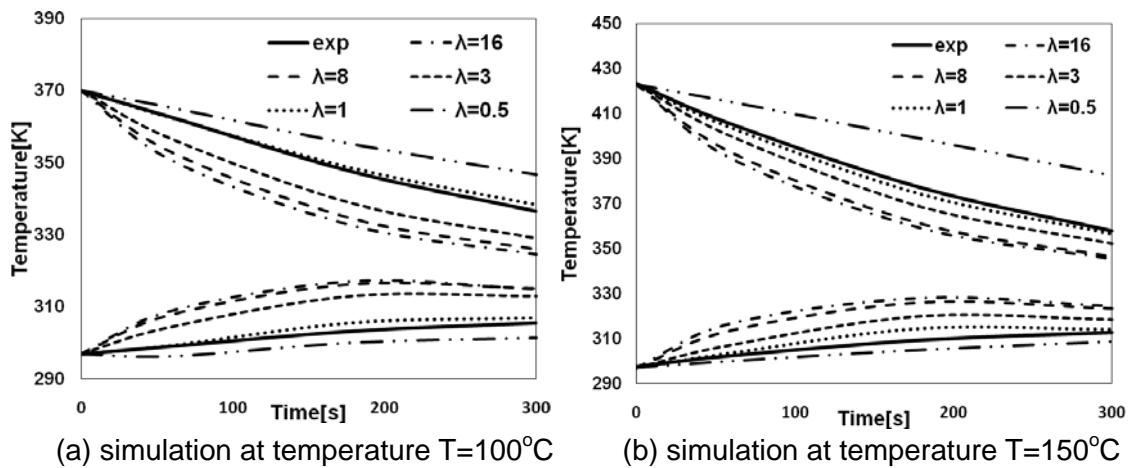 390
370
350
330
310
290
Temperature[K]
0
100
200
300
Time[s]
exp
λ=16
λ=8
λ=3
λ=1
λ=0.5
(a) simulation at temperature T=100°C
450
430
410
390
370
350
330
310
290
Temperature[K]
0
100
200
300
Time[s]
exp
λ=16
λ=8
λ=3
λ=1
λ=0.5
(b) simulation at temperature T=150°C